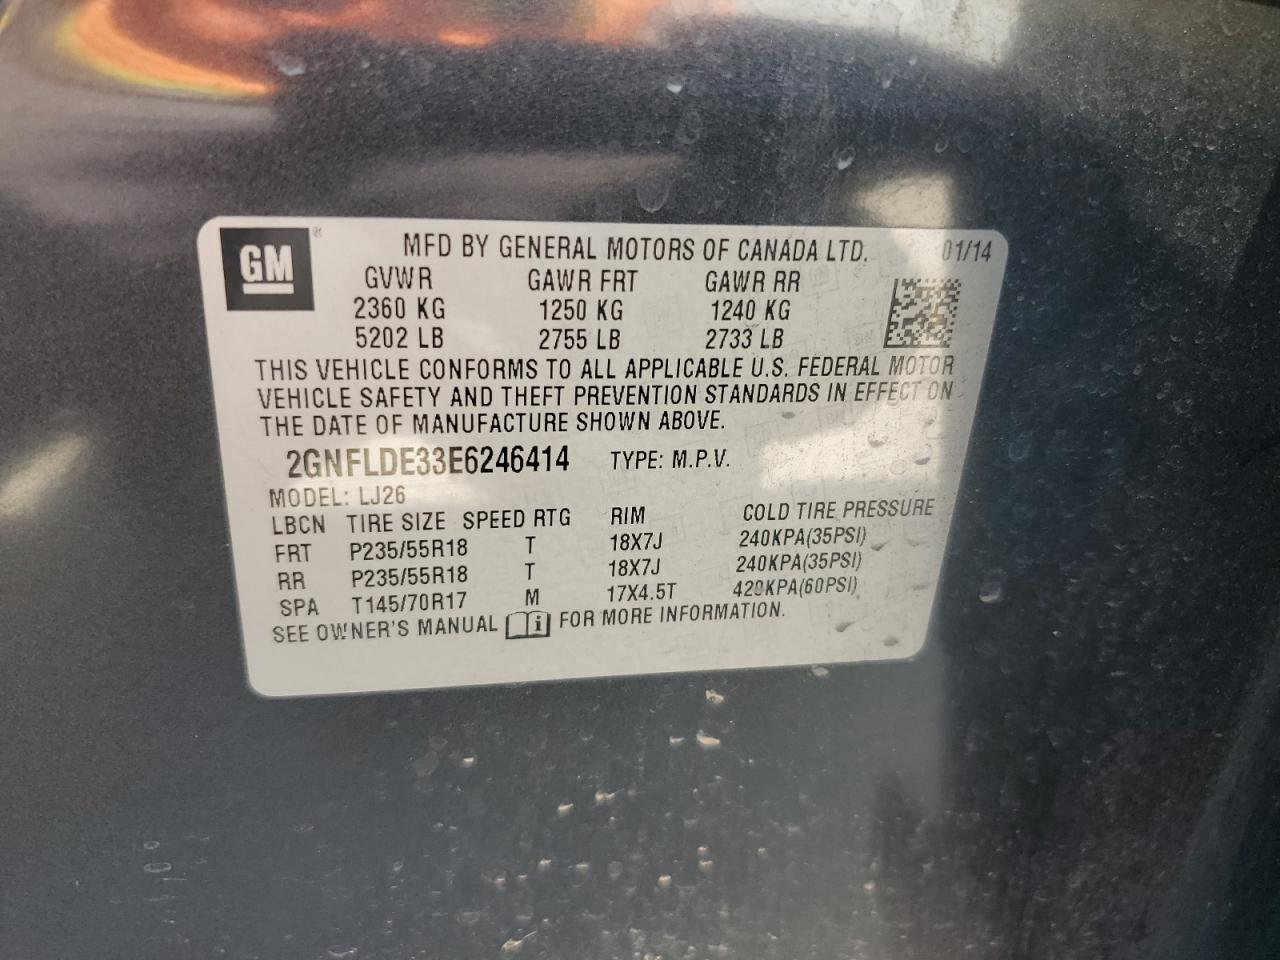 GM ® MFD BY GENERAL MOTORS OF CANADA LTD. 01/14
GVWR GAWR FRT GAWR RR
2360 KG 1250 KG 1240 KG
5202 LB 2755 LB 2733 LB
THIS VEHICLE CONFORMS TO ALL APPLICABLE U.S. FEDERAL MOTOR
VEHICLE SAFETY AND THEFT PREVENTION STANDARDS IN EFFECT ON
THE DATE OF MANUFACTURE SHOWN ABOVE.
2GNFLDE33E6246414 TYPE: M.P.V.
MODEL: LJ26
LBCN TIRE SIZE SPEED RTG RIM COLD TIRE PRESSURE
FRT P235/55R18 T 18X7J 240KPA(35PSI)
RR P235/55R18 T 18X7J 240KPA(35PSI)
SPA T145/70R17 M 17X4.5T 420KPA(60PSI)
SEE OWNER'S MANUAL i FOR MORE INFORMATION.